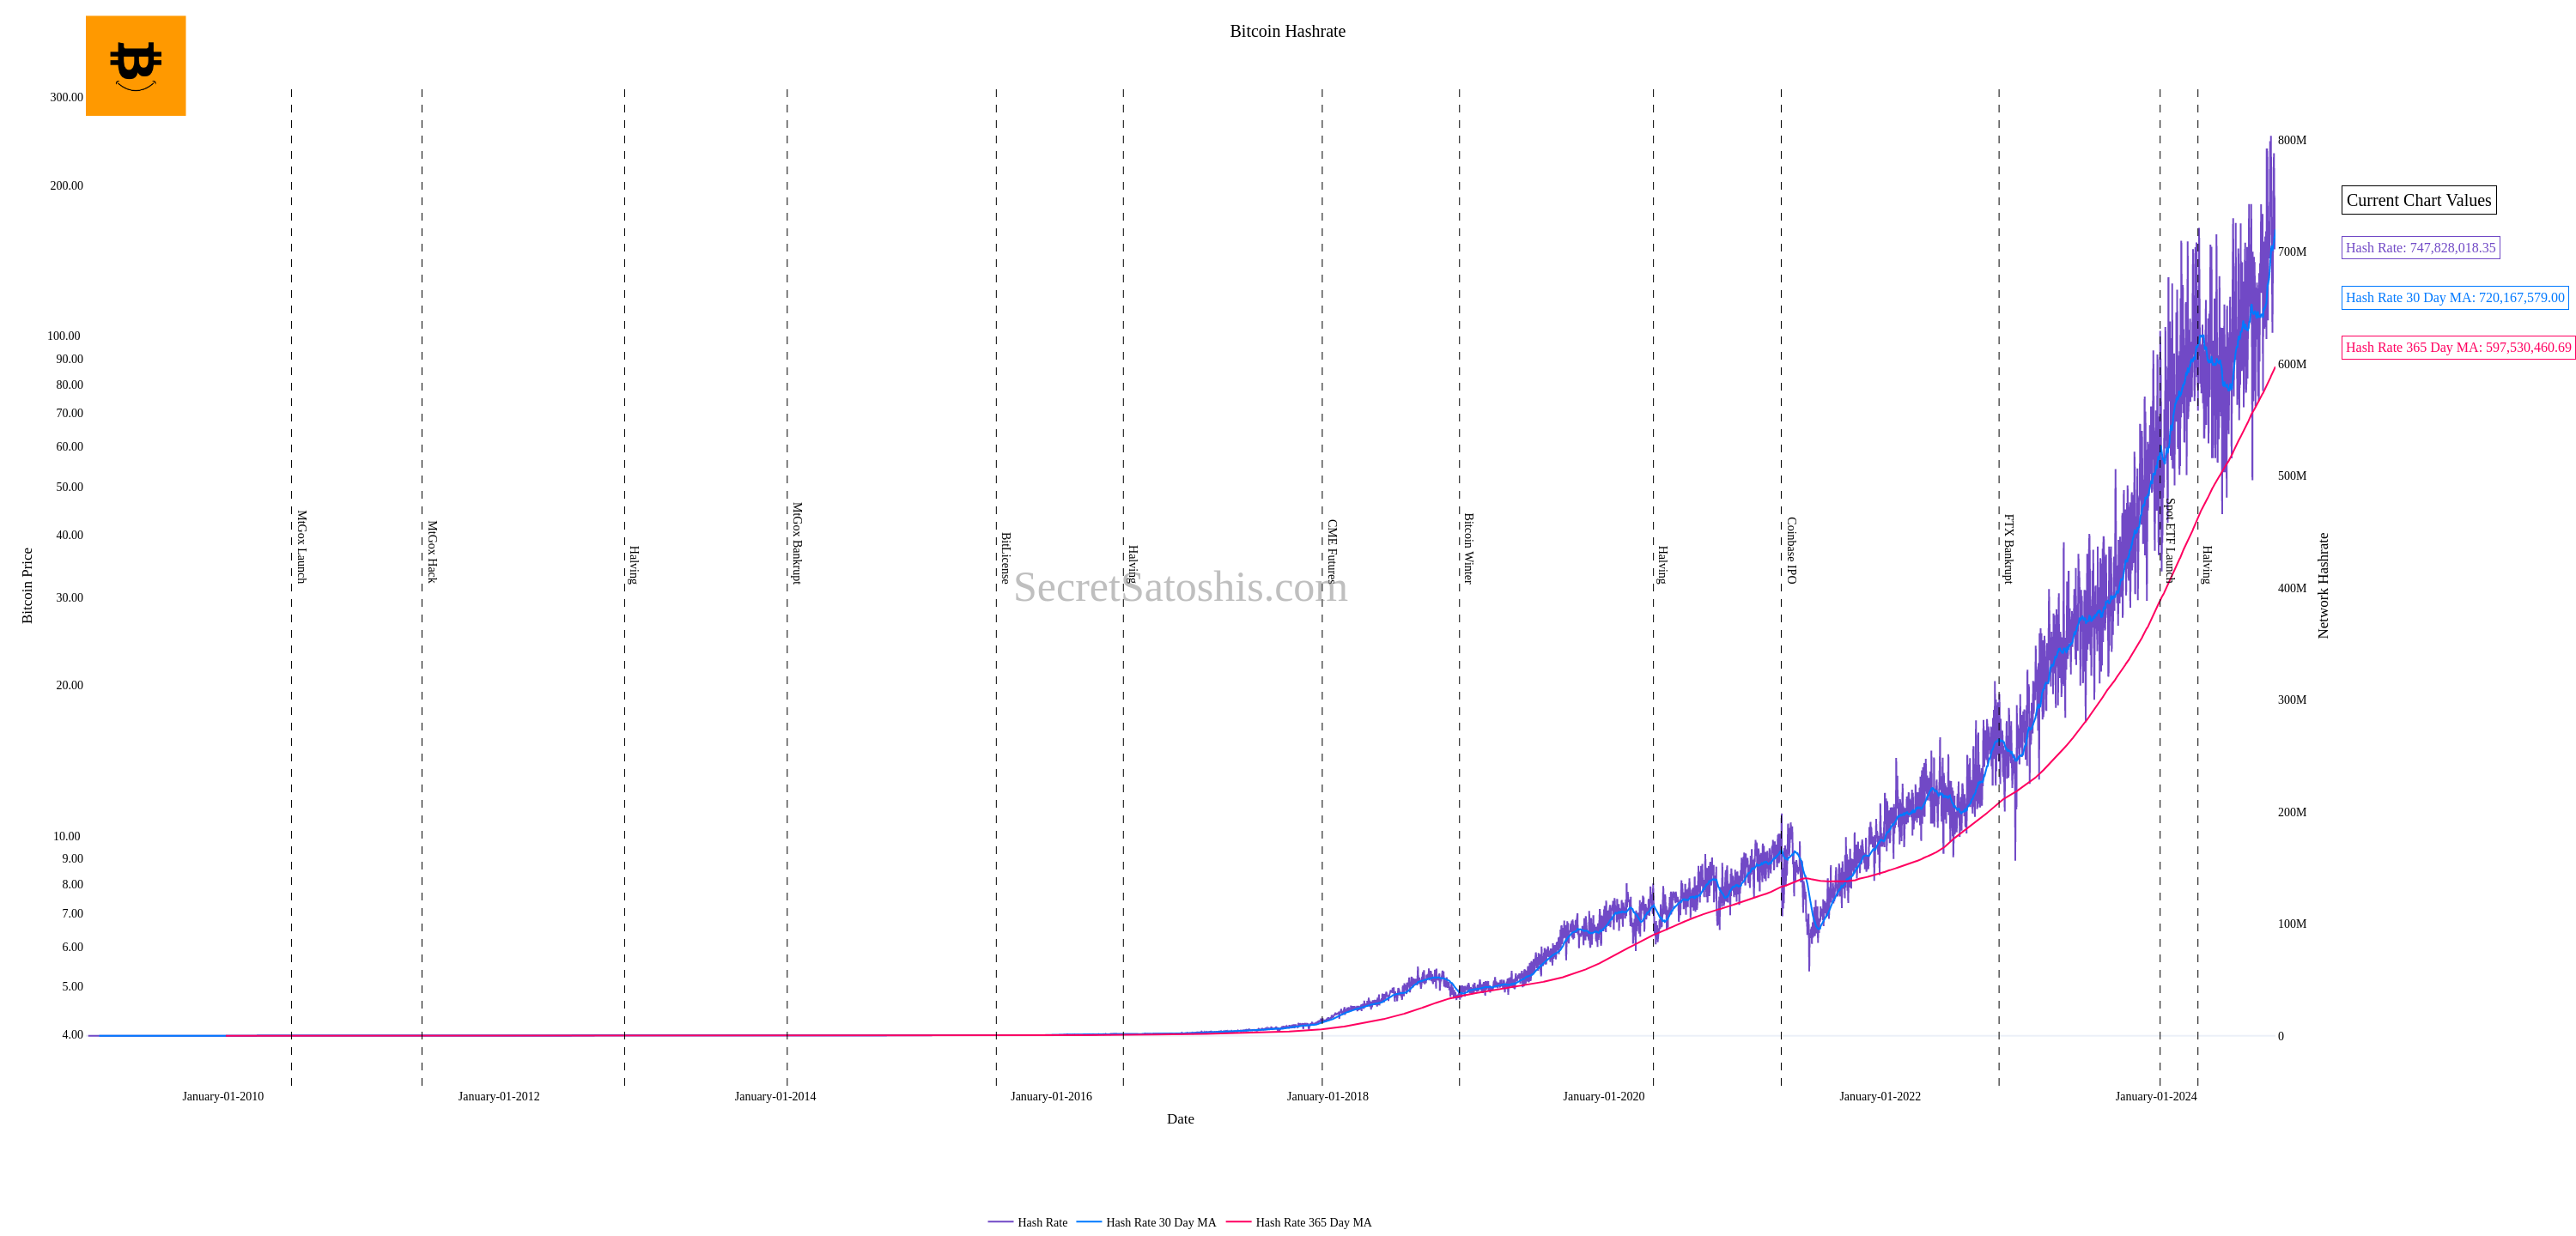 Bitcoin Hashrate
300.00
200.00
100.00
90.00
80.00
70.00
60.00
50.00
40.00
30.00
20.00
10.00
9.00
8.00
7.00
6.00
5.00
4.00
Bitcoin Price
MtGox Launch
MtGox Hack
Halving
MtGox Bankrupt
BitLicense
Halving
CME Futures
Bitcoin Winter
Halving
Coinbase IPO
FTX Bankrupt
Spot ETF Launch
Halving
SecretSatoshis.com
800M
700M
600M
500M
400M
300M
200M
100M
0
Network Hashrate
Current Chart Values
Hash Rate: 747,828,018.35
Hash Rate 30 Day MA: 720,167,579.00
Hash Rate 365 Day MA: 597,530,460.69
January-01-2010
January-01-2012
January-01-2014
January-01-2016
January-01-2018
January-01-2020
January-01-2022
January-01-2024
Date
Hash Rate
Hash Rate 30 Day MA
Hash Rate 365 Day MA